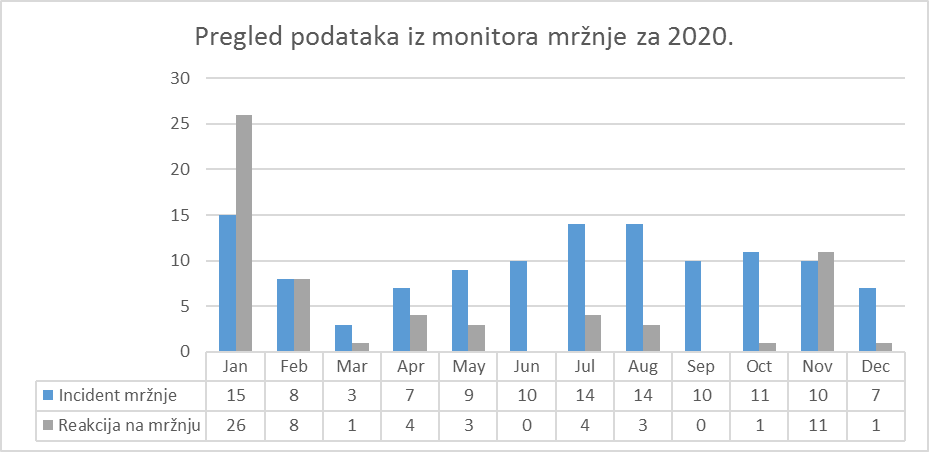 Pregled podataka iz monitora mržnje za 2020.
30
25
20
15
10
5
0
Jan Feb Mar Apr May Jun Jul Aug Sep Oct Nov Dec
Incident mržnje 15 8 3 7 9 10 14 14 10 11 10 7
Reakcija na mržnju 26 8 1 4 3 0 4 3 0 1 11 1